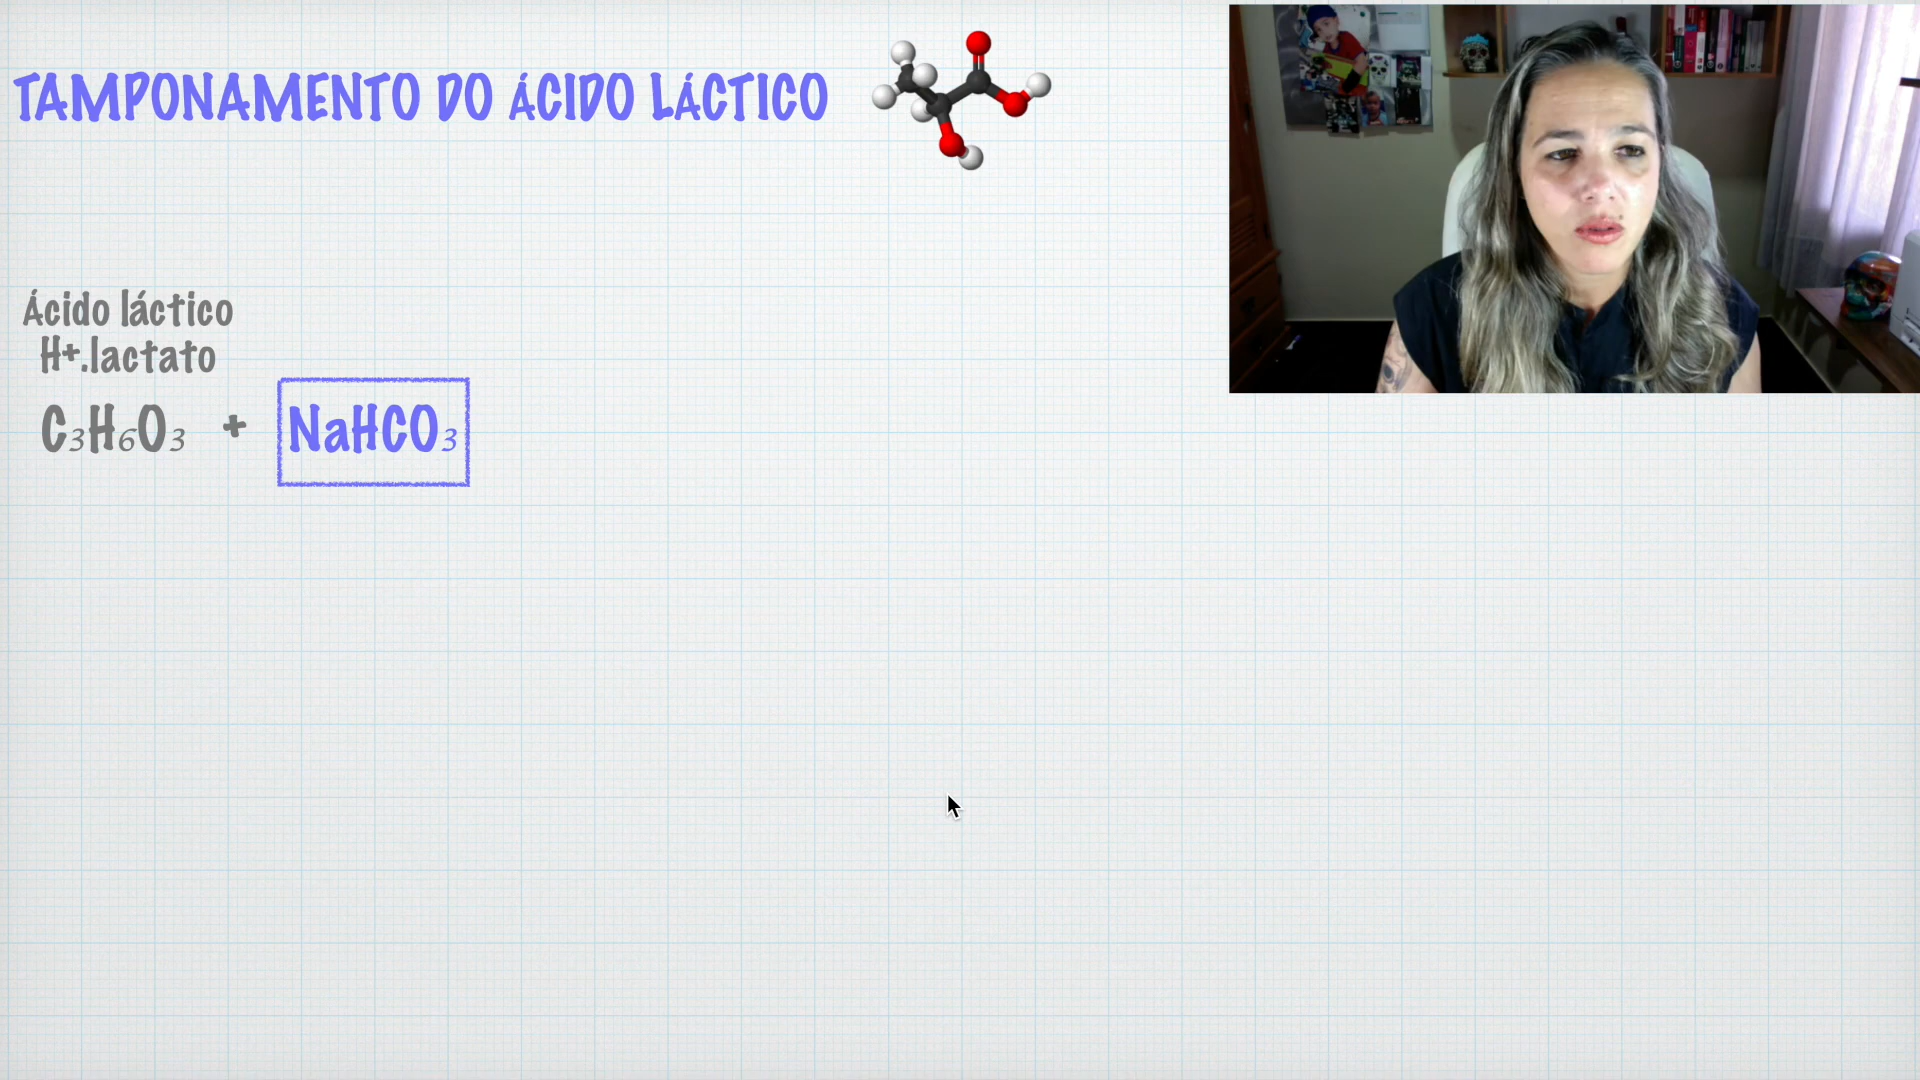 TAMPONAMENTO DO ÁCIDO LÁCTICO
Ácido láctico
H+.lactato
C₃H₆O₃ + NaHCO₃